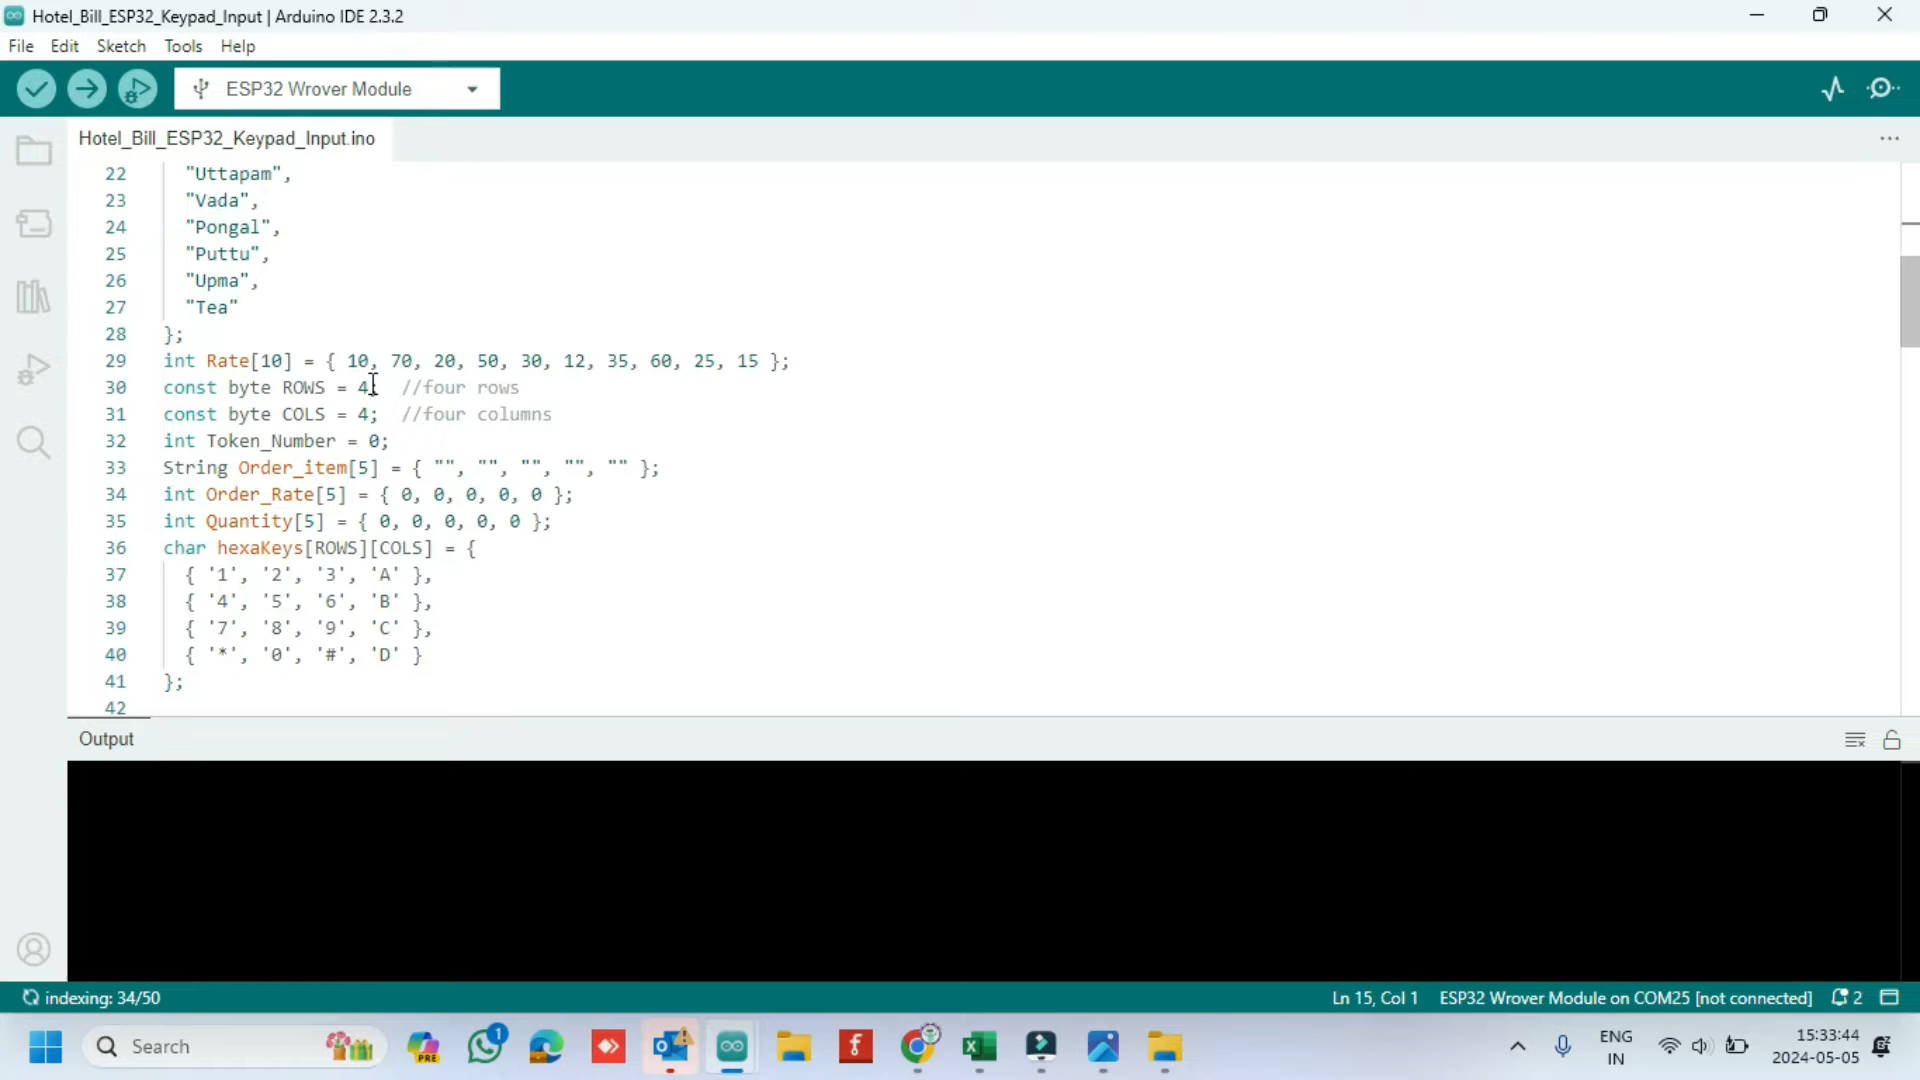 Hotel_Bill_ESP32_Keypad_Input | Arduino IDE 2.3.2
File Edit Sketch Tools Help
ESP32 Wrover Module
Hotel_Bill_ESP32_Keypad_Input.ino
22 "Uttapam",
23 "Vada",
24 "Pongal",
25 "Puttu",
26 "Upma",
27 "Tea"
28 };
29 int Rate[10] = { 10, 70, 20, 50, 30, 12, 35, 60, 25, 15 };
30 const byte ROWS = 4; //four rows
31 const byte COLS = 4; //four columns
32 int Token_Number = 0;
33 String Order_item[5] = { "", "", "", "", "" };
34 int Order_Rate[5] = { 0, 0, 0, 0, 0 };
35 int Quantity[5] = { 0, 0, 0, 0, 0 };
36 char hexaKeys[ROWS][COLS] = {
37 { '1', '2', '3', 'A' },
38 { '4', '5', '6', 'B' },
39 { '7', '8', '9', 'C' },
40 { '*', '0', '#', 'D' }
41 };
42
Output
indexing: 34/50 Ln 15, Col 1 ESP32 Wrover Module on COM25 [not connected] 2
Search PRE 1 ENG 15:33:44
IN 2024-05-05